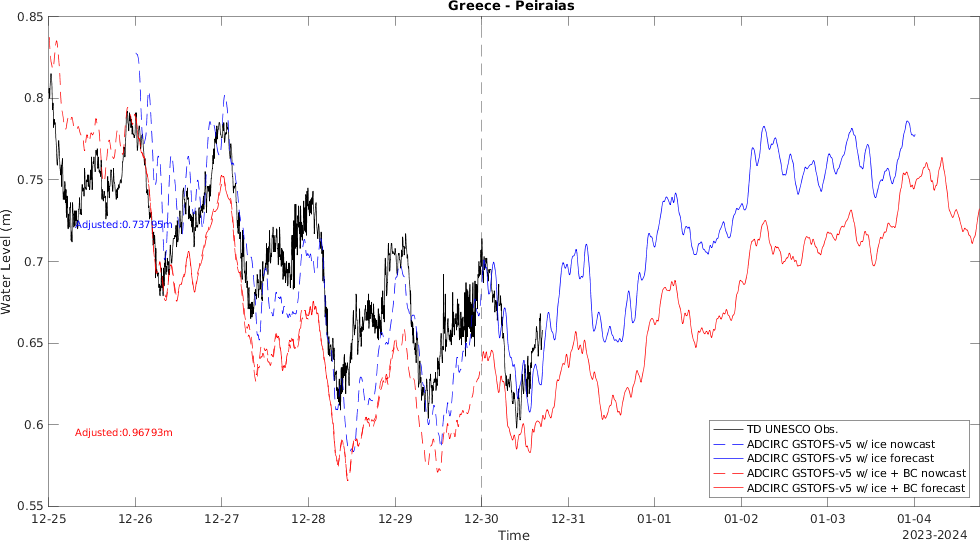 Greece - Peiraias
Water Level (m)
0.85
0.8
0.75
0.7
0.65
0.6
0.55
Adjusted:0.73795m
Adjusted:0.96793m
TD UNESCO Obs.
ADCIRC GSTOFS-v5 w/ ice nowcast
ADCIRC GSTOFS-v5 w/ ice forecast
ADCIRC GSTOFS-v5 w/ ice + BC nowcast
ADCIRC GSTOFS-v5 w/ ice + BC forecast
12-25 12-26 12-27 12-28 12-29 12-30 12-31 01-01 01-02 01-03 01-04
Time
2023-2024